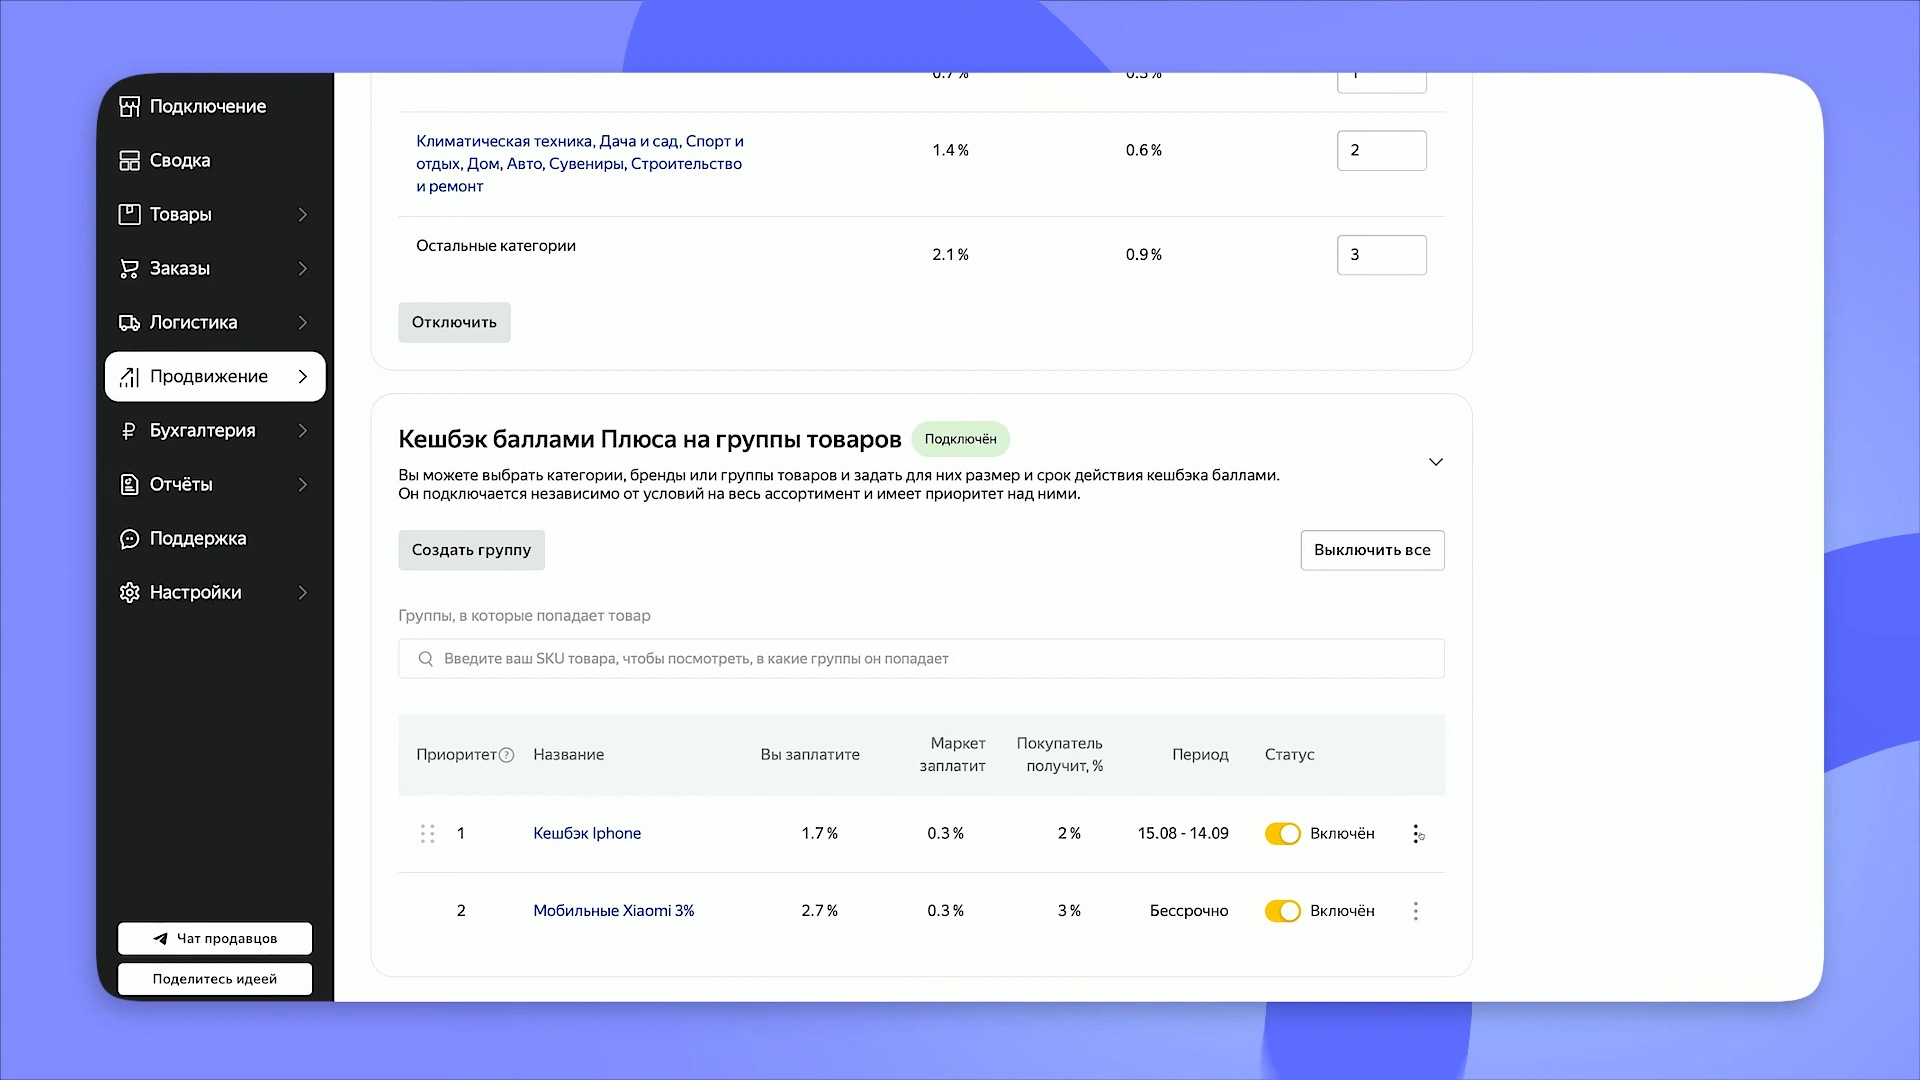 Подключение
Сводка
Товары
Заказы
Логистика
Продвижение
Бухгалтерия
Отчёты
Поддержка
Настройки
Чат продавцов
Поделитесь идеей
Климатическая техника, Дача и сад, Спорт и
отдых, Дом, Авто, Сувениры, Строительство
и ремонт
1.4 % 0.6 % 2
Остальные категории 2.1 % 0.9 % 3
Отключить
Кешбэк баллами Плюса на группы товаров Подключён
Вы можете выбрать категории, бренды или группы товаров и задать для них размер и срок действия кешбэка баллами.
Он подключается независимо от условий на весь ассортимент и имеет приоритет над ними.
Создать группу Выключить все
Группы, в которые попадает товар
Введите ваш SKU товара, чтобы посмотреть, в какие группы он попадает
Приоритет Название Вы заплатите Маркет заплатит Покупатель получит, % Период Статус
1 Кешбэк Iphone 1.7 % 0.3 % 2 % 15.08 - 14.09 Включён
2 Мобильные Xiaomi 3% 2.7 % 0.3 % 3 % Бессрочно Включён